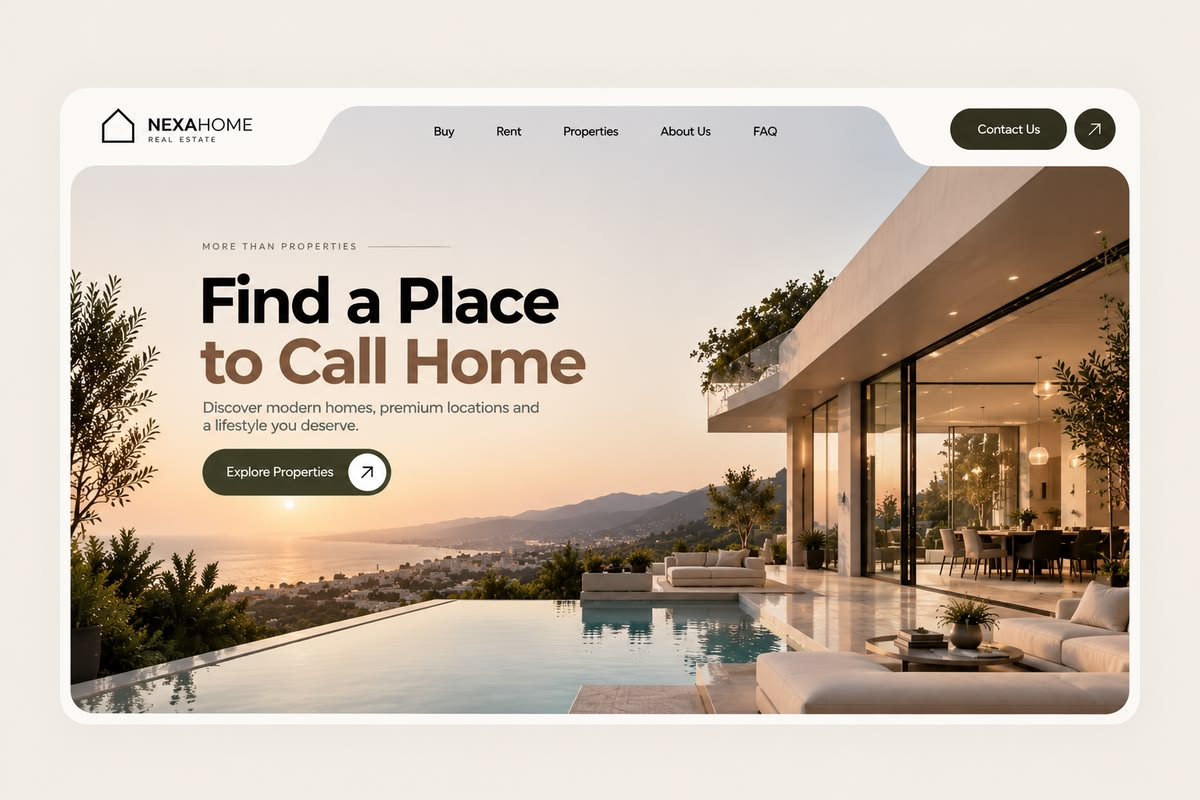 NEXAHOME
REAL ESTATE
Buy
Rent
Properties
About Us
FAQ
Contact Us
MORE THAN PROPERTIES
Find a Place
to Call Home
Discover modern homes, premium locations and
a lifestyle you deserve.
Explore Properties